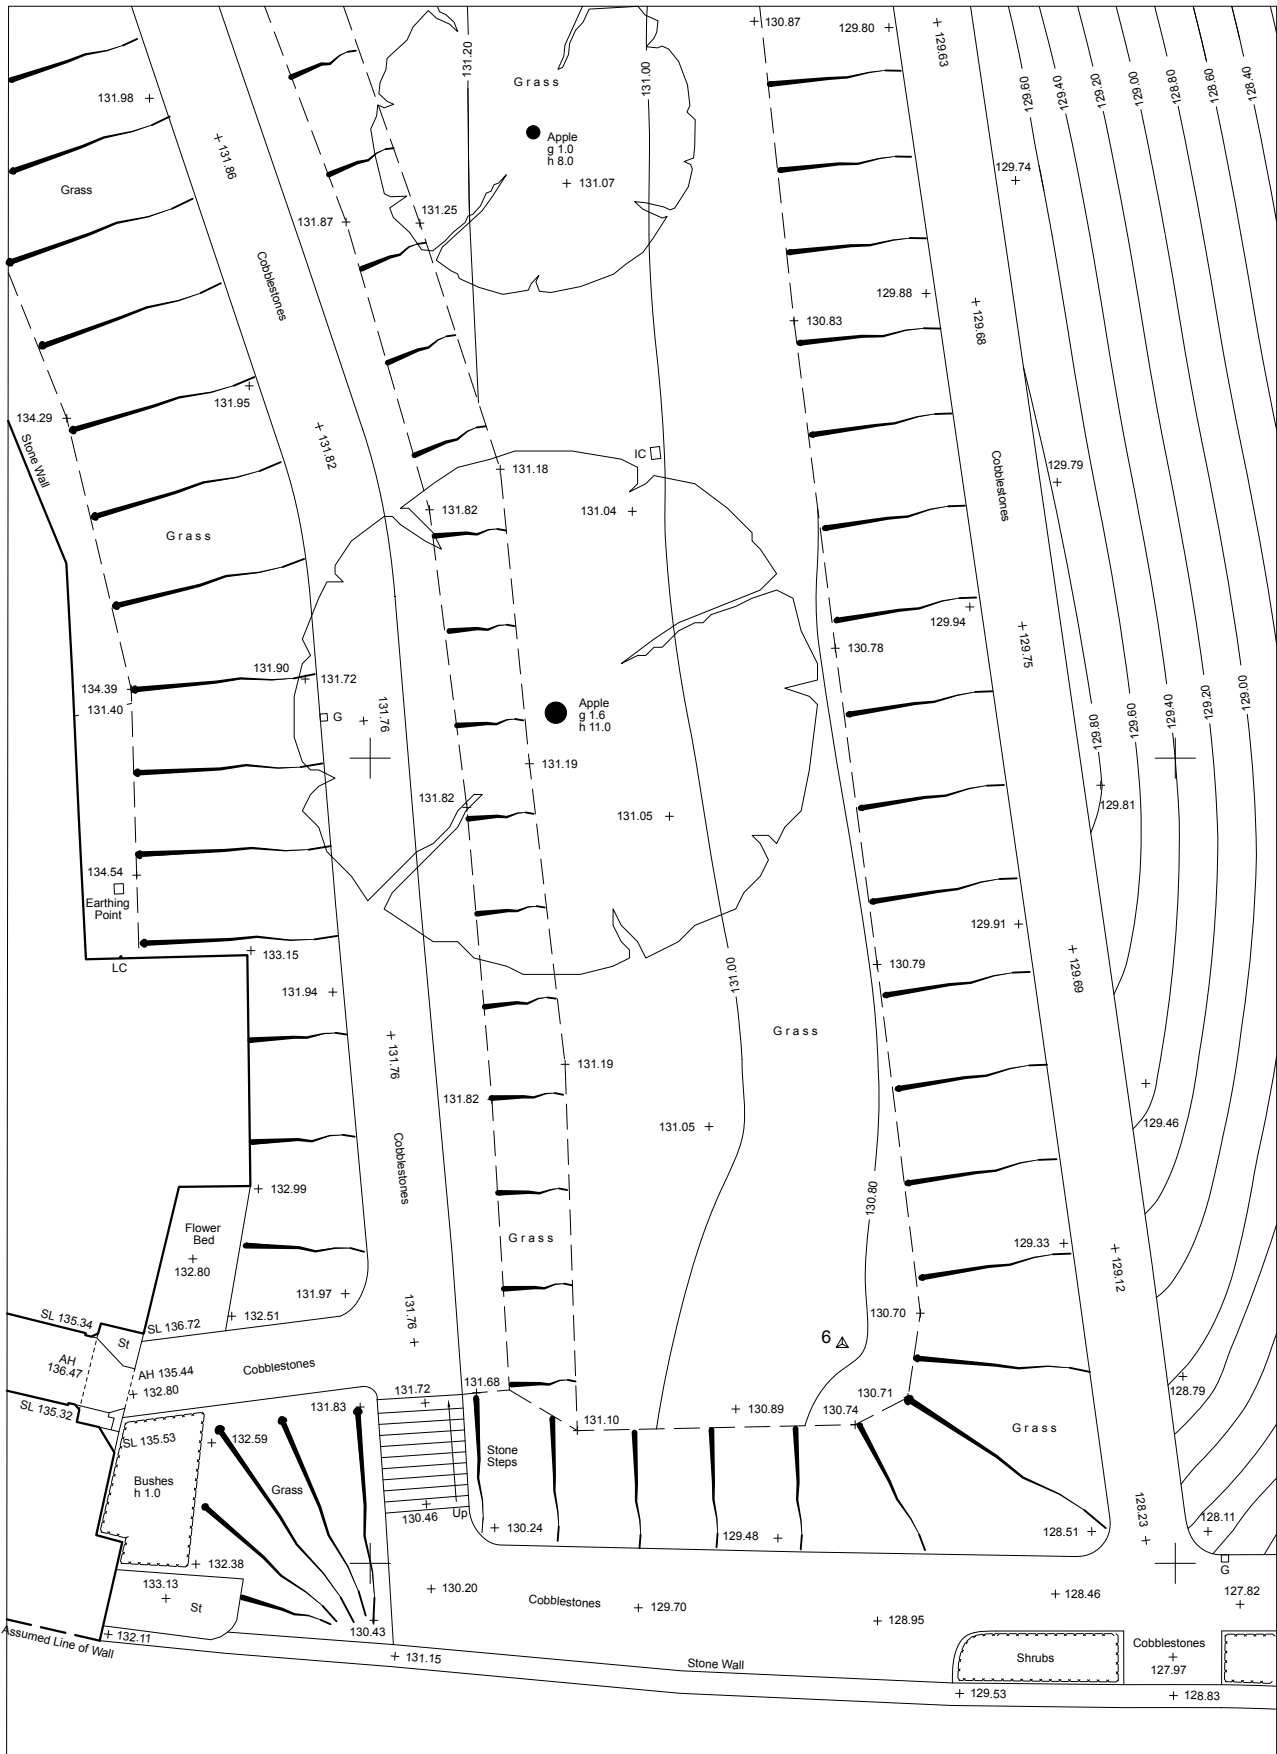 131.20
130.87
129.80
129.63
131.00
Grass
129.60
129.40
129.20
129.00
128.80
128.60
128.40
131.98
131.86
Apple
g 1.0
h 8.0
129.74
131.07
Grass
131.87
131.25
Cobblestones
129.88
129.68
130.83
131.95
134.29
Stone Wall
131.82
IC
131.18
129.79
Cobblestones
131.82
131.04
Grass
129.94
129.75
130.78
131.90
131.72
134.39
131.40
G
131.76
Apple
g 1.6
h 11.0
129.80
129.60
129.40
129.20
129.00
131.19
131.82
129.81
131.05
134.54
Earthing
Point
129.91
133.15
LC
131.00
130.79
129.69
131.94
Grass
131.76
131.19
131.82
131.05
129.46
Cobblestones
132.99
130.80
Flower
Bed
132.80
Grass
129.33
129.12
131.97
SL 135.34
SL 136.72
132.51
131.76
130.70
St
6
AH
136.47
AH 135.44
132.80
Cobblestones
131.68
131.72
128.79
SL 135.32
131.83
131.10
130.89
130.74
130.71
Grass
SL 135.53
132.59
Stone
Steps
Bushes
h 1.0
Grass
130.46
Up
130.24
129.48
128.51
128.23
128.11
132.38
G
133.13
St
130.20
Cobblestones
129.70
128.95
128.46
127.82
Assumed Line of Wall
132.11
130.43
131.15
Stone Wall
Shrubs
Cobblestones
127.97
129.53
128.83